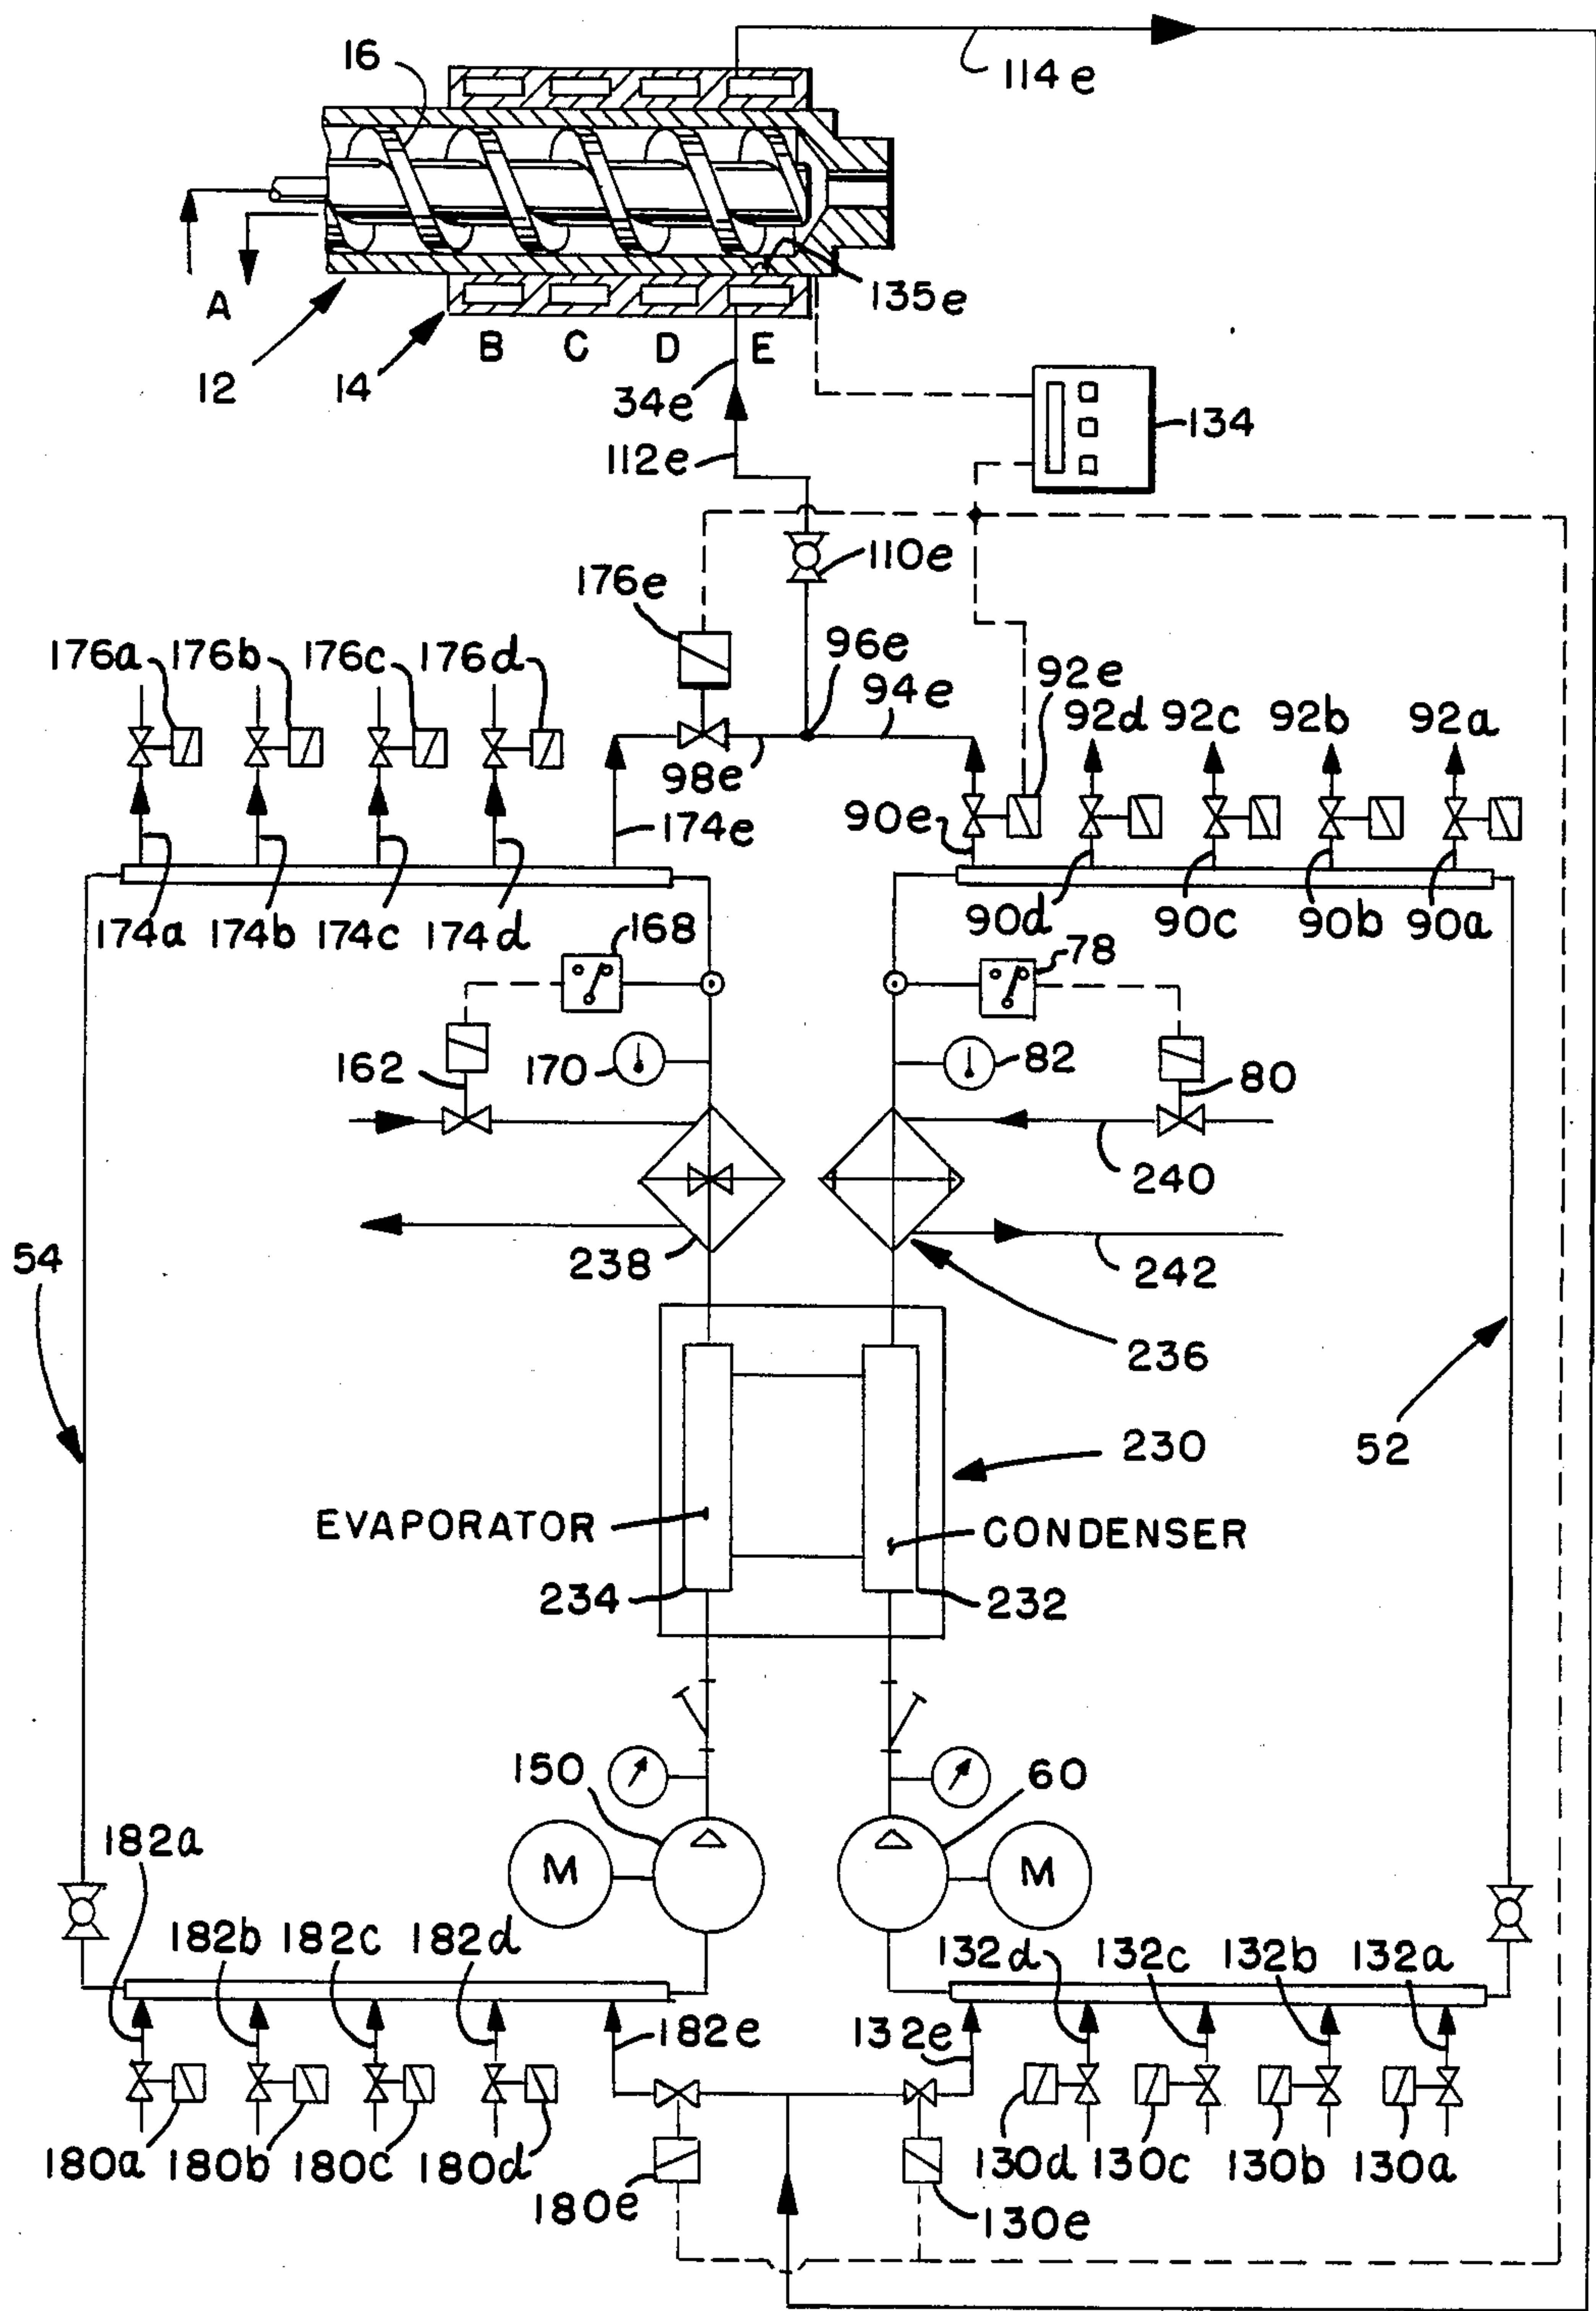 16
114e
A
135e
12
14
B C D E
34e
134
112e
110e
176e
96e
176a 176b 176c 176d
94e
92e
92d 92c 92b 92a
98e
174e
90e
174a 174b 174c 174d
90d 90c 90b 90a
168
78
162
170
82
80
240
54
238
242
236
230
52
EVAPORATOR
CONDENSER
234
232
150
60
182a
M
M
182b 182c 182d
132d 132c 132b 132a
182e
132e
180a 180b 180c 180d
130d 130c 130b 130a
180e
130e